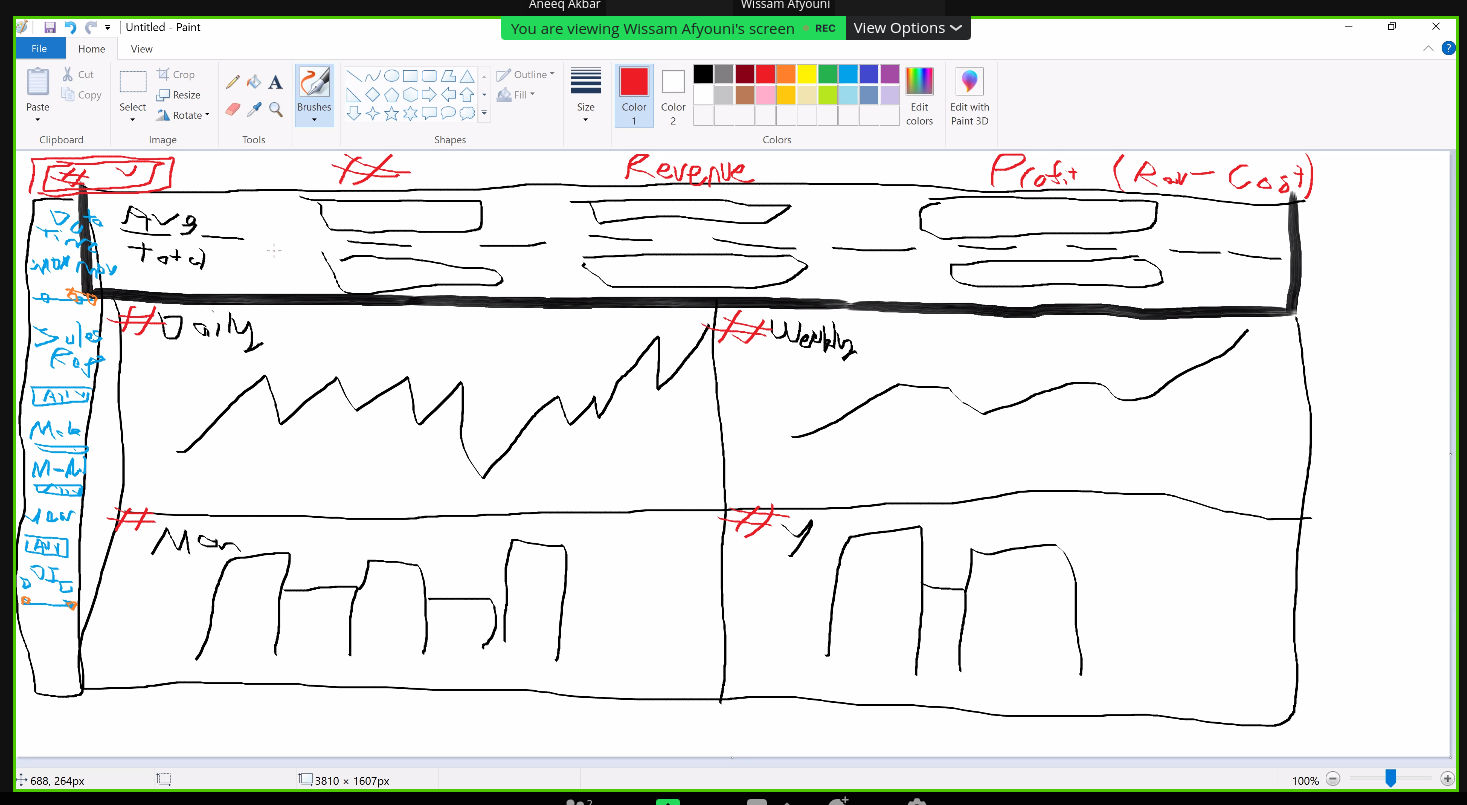 Aneeq Akbar
Wissam Afyouni
Untitled - Paint
You are viewing Wissam Afyouni's screen
REC
View Options
File
Home
View
Paste
Cut
Copy
Select
Crop
Resize
Rotate
Brushes
Outline
Fill
Size
Color
1
Color
2
Edit
colors
Edit with
Paint 3D
Clipboard
Image
Tools
Shapes
Colors
#
#
Revenue
Profit (Rev - Cost)
Avg
Total
# Daily
# Weekly
# Mon
# Y
688, 264px
3810 × 1607px
100%
2